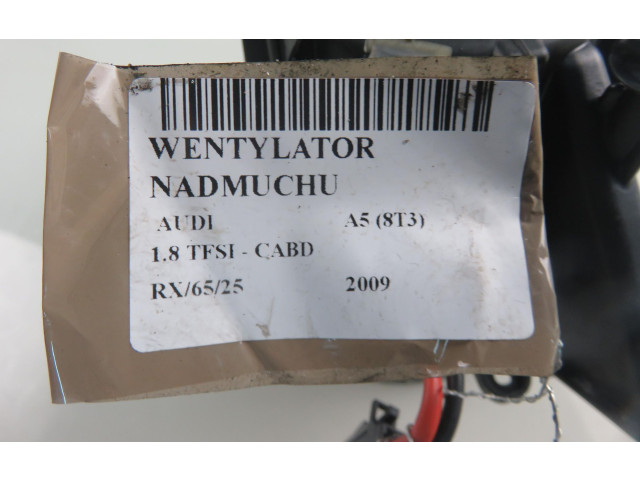 WENTYLATOR
NADMUCHU
AUDI A5 (8T3)
1.8 TFSI - CABD
RX/65/25 2009